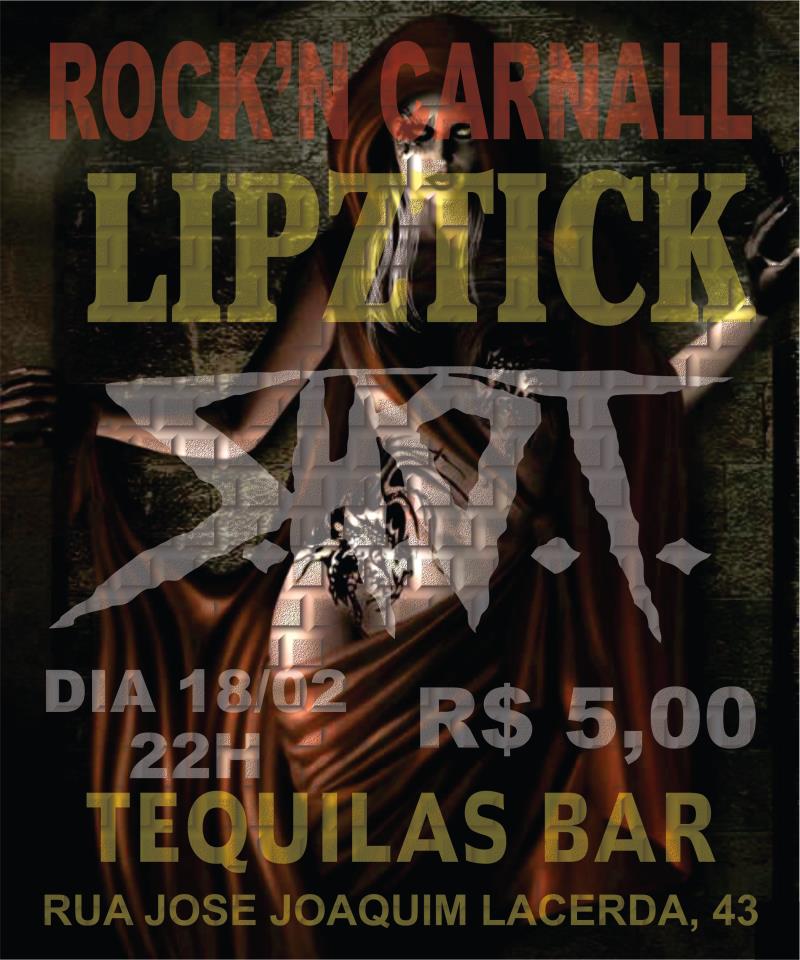 ROCK'N CARNALL
LIPZTICK
DIA 18/02
22H
R$ 5,00
TEQUILAS BAR
RUA JOSE JOAQUIM LACERDA, 43